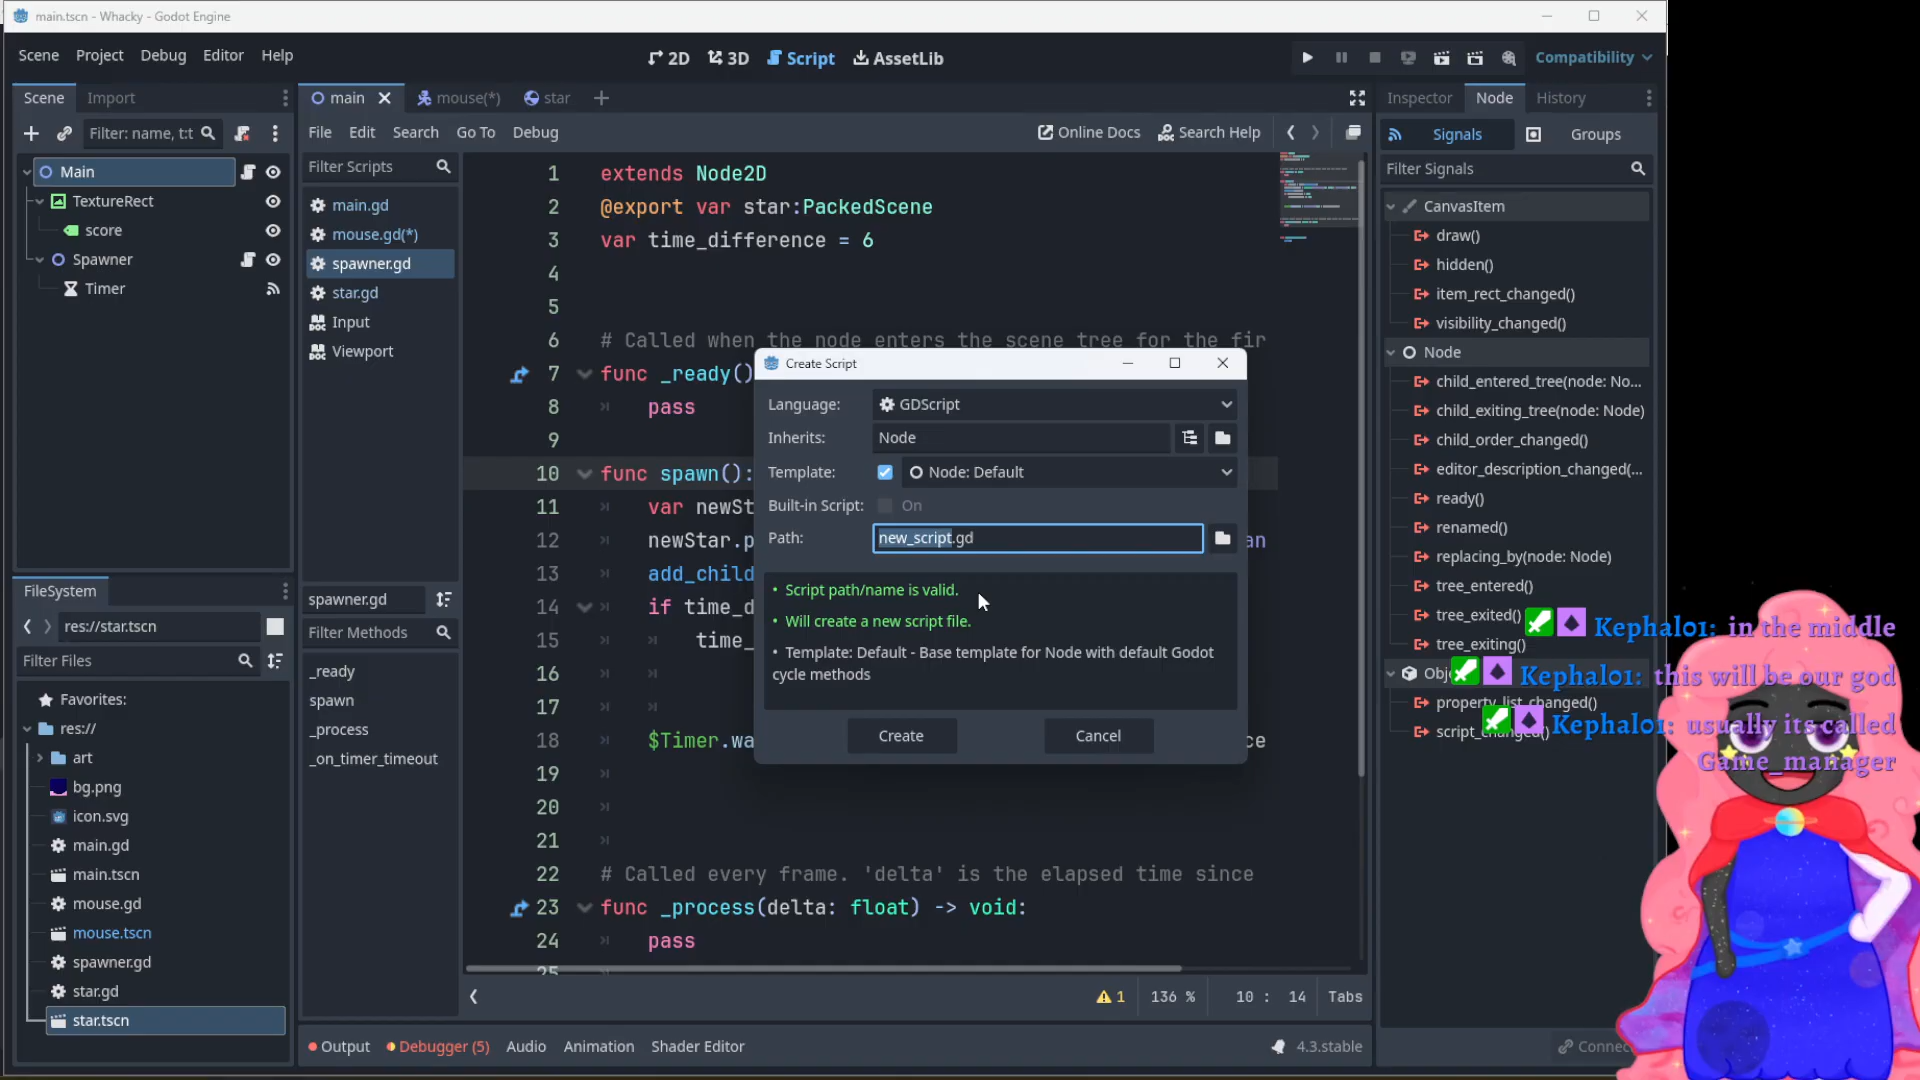 main.tscn - Whacky - Godot Engine
Scene Project Debug Editor Help
2D 3D Script AssetLib
Compatibility
Scene Import
main mouse(*) star
Inspector Node History
Filter: name, t:t
File Edit Search Go To Debug
Online Docs Search Help
Signals Groups
Filter Signals
Main
TextureRect
score
Spawner
Timer
Filter Scripts
main.gd
mouse.gd(*)
spawner.gd
star.gd
Input
Viewport
spawner.gd
Filter Methods
_ready
spawn
_process
_on_timer_timeout
1 extends Node2D
2 @export var star:PackedScene
3 var time_difference = 6
4
5
6 # Called when the node enters the scene tree for the fir
7 func _ready()
8 pass
9
10 func spawn():
11 var newSt
12 newStar.p an
13 add_child
14 if time_d
15 time_
16
17
18 $Timer.wa ce
19
20
21
22 # Called every frame. 'delta' is the elapsed time since
23 func _process(delta: float) -> void:
24 pass
25
1 136 % 10 : 14 Tabs
Create Script
Language: GDScript
Inherits: Node
Template: Node: Default
Built-in Script: On
Path: new_script.gd
• Script path/name is valid.
• Will create a new script file.
• Template: Default - Base template for Node with default Godot
cycle methods
Create Cancel
CanvasItem
draw()
hidden()
item_rect_changed()
visibility_changed()
Node
child_entered_tree(node: No...
child_exiting_tree(node: Node)
child_order_changed()
editor_description_changed(...
ready()
renamed()
replacing_by(node: Node)
tree_entered()
tree_exited()
tree_exiting()
Obj
property_list_changed()
script_changed()
Connec
Kephal01: in the middle
Kephal01: this will be our god
Kephal01: usually its called
Game_manager
FileSystem
res://star.tscn
Filter Files
Favorites:
res://
art
bg.png
icon.svg
main.gd
main.tscn
mouse.gd
mouse.tscn
spawner.gd
star.gd
star.tscn
Output Debugger (5) Audio Animation Shader Editor
4.3.stable